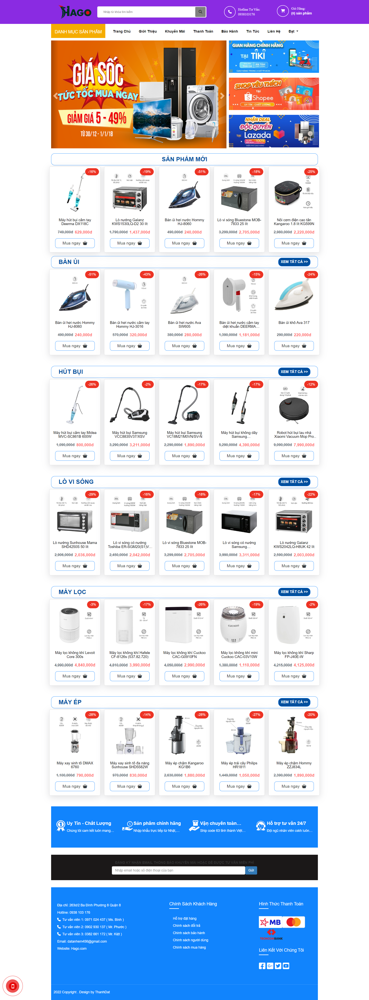 HAGO
Nhập từ khóa tìm kiếm
Hotline Tư Vấn:
0938103176
Giỏ Hàng:
(0) sản phẩm
DANH MỤC SẢN PHẨM
Trang Chủ Giới Thiệu Khuyến Mãi Thanh Toán Bảo Hành Tin Tức Liên Hệ Đạt
GIÁ SỐC
TỨC TỐC MUA NGAY
GIẢM GIÁ 5 - 49%
TỪ 30/12 - 1/1/18
GIAN HÀNG CHÍNH HÃNG
TẠI TIKI
GIAO HÀNG TRONG 2 GIỜ TP.HCM
SHOP YÊU THÍCH
TẠI
Shopee
UY TÍN - CHẤT LƯỢNG
NHẬN DEAL
ĐỘC QUYỀN
TẠI Lazada
100%
MIỄN PHÍ GIAO HÀNG
SẢN PHẨM MỚI
-16% -19% -51% -18% -25%
Máy hút bụi cầm tay Deerma DX118C
749,000đ 629,000đ
Mua ngay
Lò nướng Galanz KWS1530LQ-D2 30 lít
1,790,000đ 1,437,000đ
Mua ngay
Bàn ủi hơi nước Hommy HJ-8060
490,000đ 240,000đ
Mua ngay
Lò vi sóng Bluestone MOB-7833 25 lít
3,299,000đ 2,705,000đ
Mua ngay
Nồi cơm điện cao tần Kangaroo 1.8 lít KG599N
2,980,000đ 2,220,000đ
Mua ngay
BÀN ỦI
XEM TẤT CẢ >>
-51% -43% -26% -15% -24%
Bàn ủi hơi nước Hommy HJ-8060
490,000đ 240,000đ
Mua ngay
Bàn ủi hơi nước cầm tay Hommy HJ-3016
570,000đ 320,000đ
Mua ngay
Bàn ủi hơi nước Ava SW605
380,000đ 280,000đ
Mua ngay
Bàn ủi hơi nước cầm tay diệt khuẩn DEERMA...
1,390,000đ 1,181,000đ
Mua ngay
Bàn ủi khô Ava 317
290,000đ 220,000đ
Mua ngay
HÚT BỤI
XEM TẤT CẢ >>
-26% -2% -17% -17% -12%
Máy hút bụi cầm tay Midea MVC-SC861B 600W
1,090,000đ 800,000đ
Mua ngay
Máy hút bụi Samsung VCC8835V37/XSV
3,290,000đ 3,211,000đ
Mua ngay
Máy hút bụi Samsung VC18M21M0VN/SV-N
2,290,000đ 1,890,000đ
Mua ngay
Máy hút bụi không dây Samsung...
5,290,000đ 4,390,000đ
Mua ngay
Robot hút bụi lau nhà Xiaomi Vacuum Mop Pro...
9,090,000đ 7,990,000đ
Mua ngay
LÒ VI SÓNG
XEM TẤT CẢ >>
-29% -16% -18% -17% -22%
Lò nướng Sunhouse Mama SHD4250S 50 lít
2,906,000đ 2,036,000đ
Mua ngay
Lò vi sóng có nướng Toshiba ER-SGM20(S1)V...
2,450,000đ 2,042,000đ
Mua ngay
Lò vi sóng Bluestone MOB-7833 25 lít
3,299,000đ 2,705,000đ
Mua ngay
Lò vi sóng có nướng Samsung...
3,990,000đ 3,311,000đ
Mua ngay
Lò nướng Galanz KWS2042LQ-H8UK 42 lít
2,590,000đ 2,003,000đ
Mua ngay
MÁY LỌC
XEM TẤT CẢ >>
-3% -17% -26% -19% -2%
Máy lọc không khí Levoit Core 300s
4,990,000đ 4,840,000đ
Mua ngay
Máy lọc không khí Hafele CF-8126s (537.82.720)
4,810,000đ 3,990,000đ
Mua ngay
Máy lọc không khí Cuckoo CAC-G0910FN
4,050,000đ 2,990,000đ
Mua ngay
CUCKOO
Máy lọc không khí mini Cuckoo CAC-03V10W
1,380,000đ 1,110,000đ
Mua ngay
Máy lọc không khí Sharp FP-J40E-W
4,215,000đ 4,125,000đ
Mua ngay
MÁY ÉP
XEM TẤT CẢ >>
-28% -14% -28% -27% -20%
Máy xay sinh tố DMAX 6760
1,100,000đ 790,000đ
Mua ngay
Máy xay sinh tố đa năng Sunhouse SHD5582W
970,000đ 830,000đ
Mua ngay
Máy ép chậm Kangaroo KG1B6
2,630,000đ 1,880,000đ
Mua ngay
Máy ép trái cây Philips HR1811
1,449,000đ 1,050,000đ
Mua ngay
Máy ép chậm Hommy ZZJ834L
2,390,000đ 1,890,000đ
Mua ngay
Uy Tín - Chất Lượng
Chúng tôi cam kết luôn mang...
Sản phẩm chính hãng
Nhập khẩu trực tiếp từ Nhật,...
Vận chuyển toàn...
Ship code 63 tỉnh thành Việt...
Hỗ trợ tư vấn 24/7
Đội ngũ nhân viên cskh luôn...
ĐĂNG KÝ NHẬN EMAIL THÔNG BÁO KHUYẾN MÃI HOẶC ĐỂ ĐƯỢC TƯ VẤN MIỄN PHÍ
Nhập email hoặc số điện thoại của bạn
Gửi
Địa chỉ: 263d/2 Ba Đình Phường 8 Quận 8
Hotline: 0938 103 176
Tư vấn viên 1: 0971 024 437 ( Ms. Bình )
Tư vấn viên 2: 0902 930 137 ( Mr. Phước )
Tư vấn viên 3: 0382 661 172 ( Mr. Kiệt )
Email: datanhem456@gmail.com
Website: Hago.com
Chính Sách Khách Hàng
Hỗ trợ đặt hàng
Chính sách đổi trả
Chính sách bảo hành
Chính sách người dùng
Chính sách mua hàng
Hình Thức Thanh Toán
MB
mastercard
TECHCOMBANK
Liên Kết Với Chúng Tôi
2022 Copyright . Design by ThanhDat